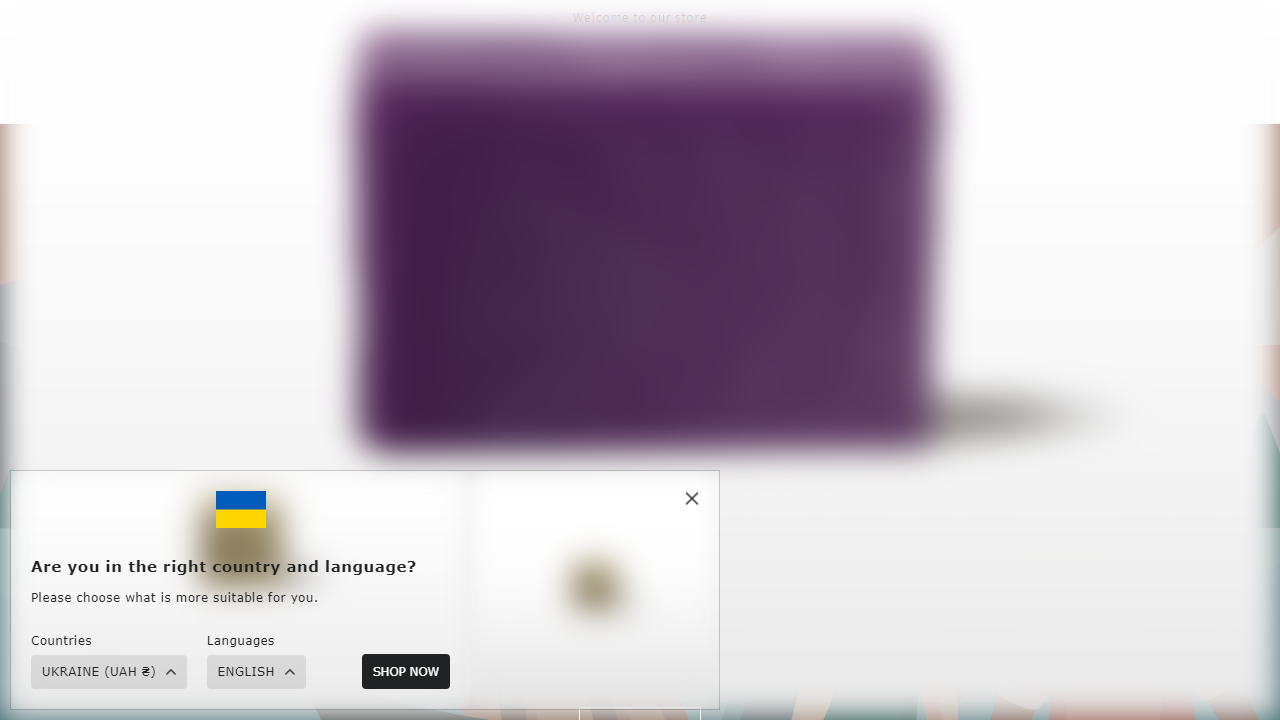 Welcome to our store
Are you in the right country and language?
Please choose what is more suitable for you.
Countries
Languages
UKRAINE (UAH ₴)
ENGLISH
SHOP NOW